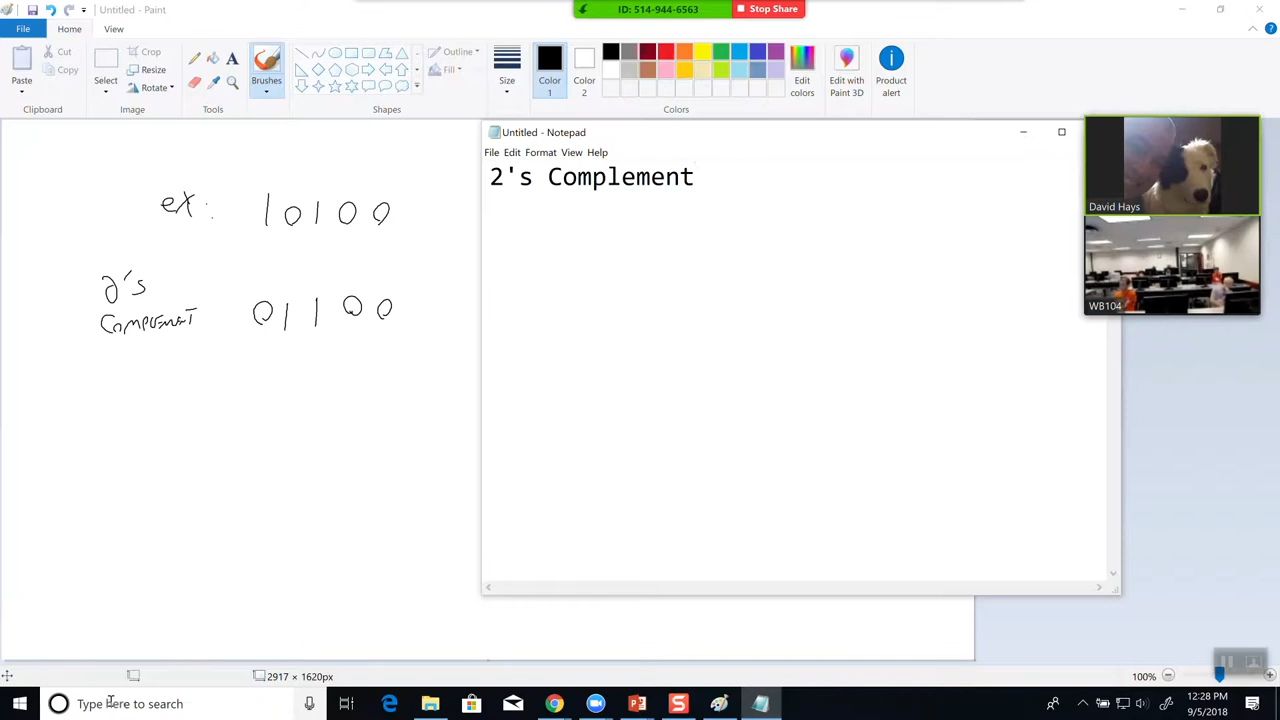 Untitled - Paint
ID: 514-944-6563
Stop Share
File
Home
View
Paste
Cut
Copy
Clipboard
Select
Crop
Resize
Rotate
Image
A
Tools
Brushes
Shapes
Outline
Fill
Size
Color
1
Color
2
Edit
colors
Colors
Edit with
Paint 3D
Product
alert
Untitled - Notepad
File Edit Format View Help
2's Complement
David Hays
WB104
ex: 10100
2's
COMPLEMENT 01100
2917 × 1620px
100%
Type here to search
12:28 PM
9/5/2018